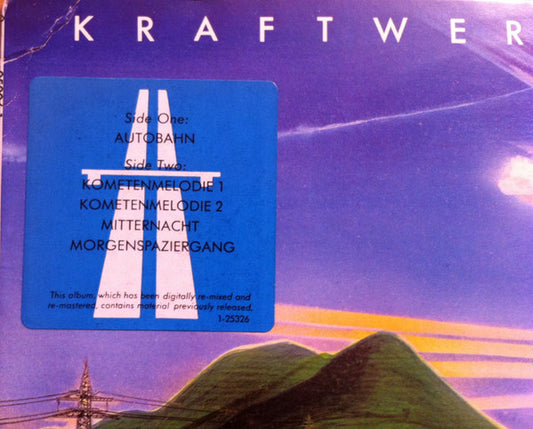 KRAFTWER
Side One:
AUTOBAHN
Side Two:
KOMETENMELODIE 1
KOMETENMELODIE 2
MITTERNACHT
MORGENSPAZIERGANG
This album, which has been digitally re-mixed and
re-mastered, contains material previously released.
1-25326